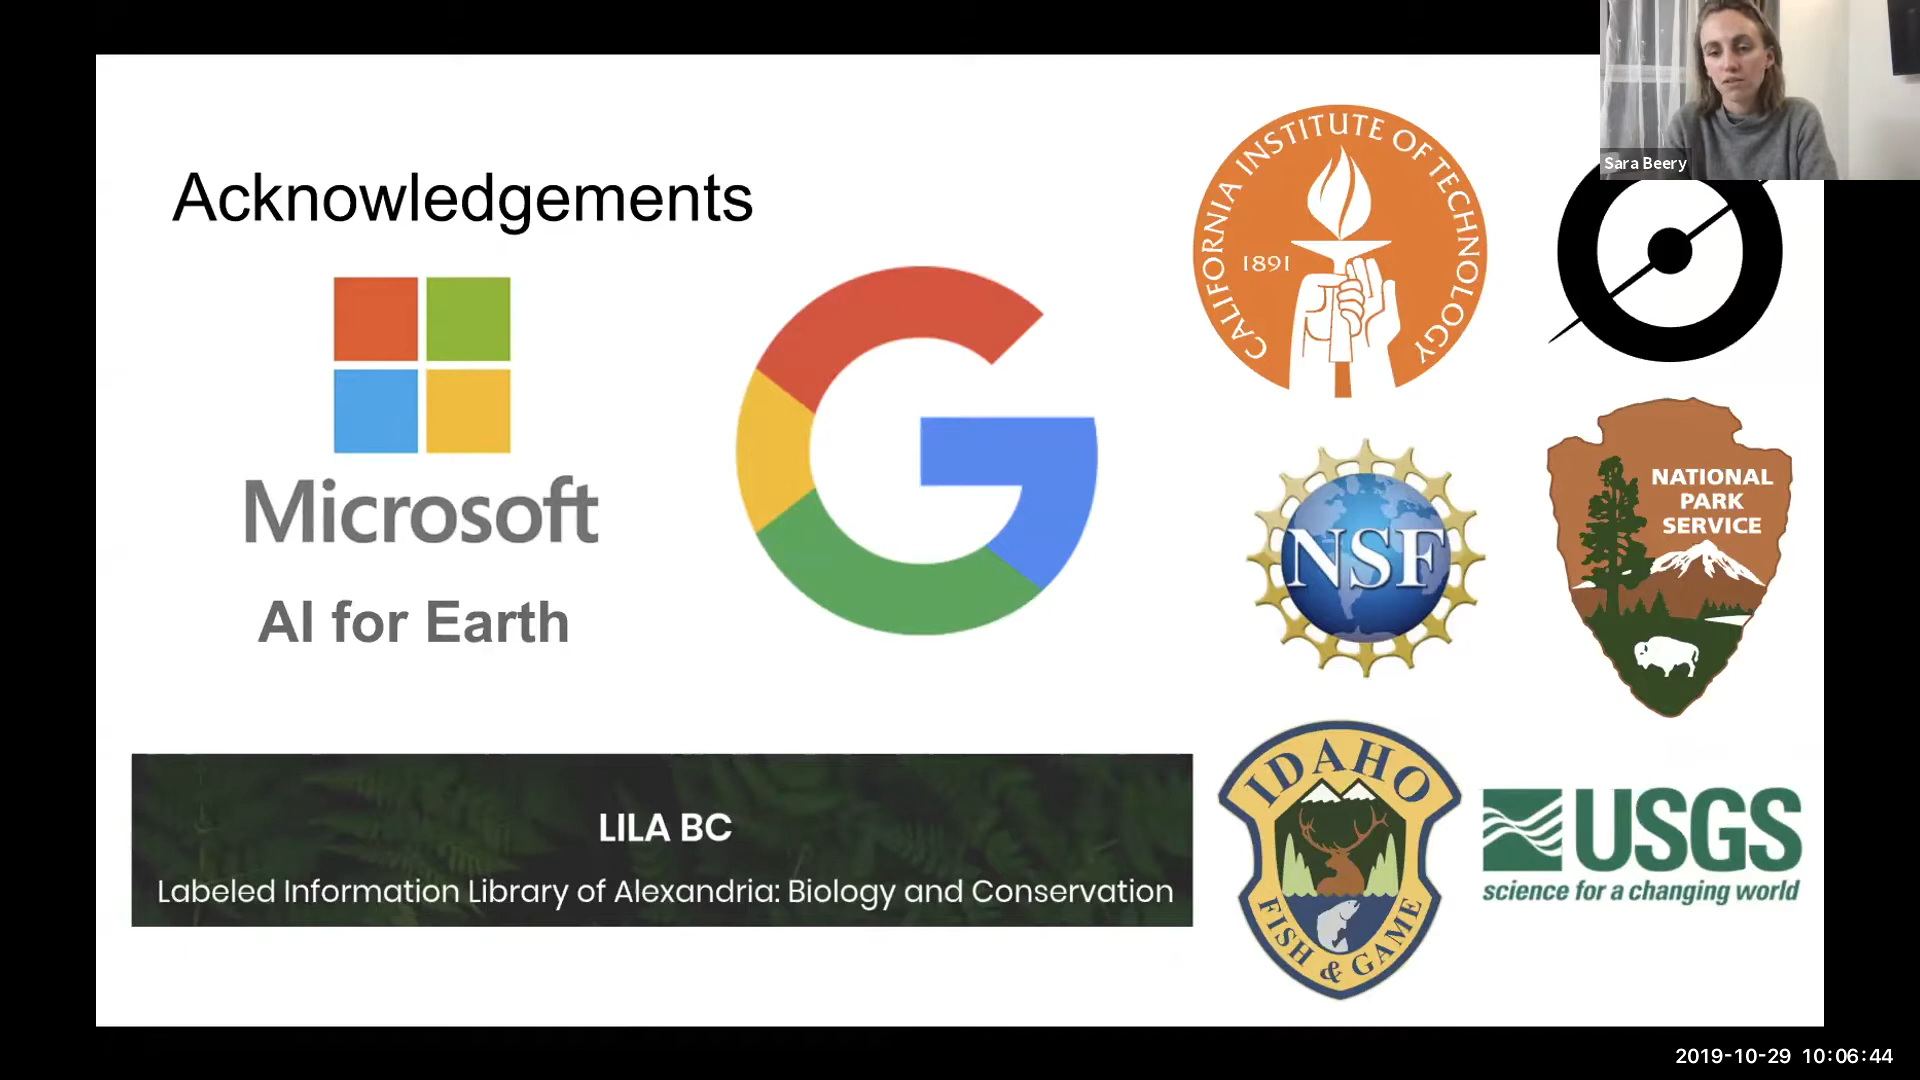 Sara Beery
Acknowledgements
CALIFORNIA INSTITUTE OF TECHNOLOGY
1891
Microsoft
AI for Earth
NSF
NATIONAL
PARK
SERVICE
LILA BC
Labeled Information Library of Alexandria: Biology and Conservation
IDAHO
FISH & GAME
USGS
science for a changing world
2019-10-29 10:06:44